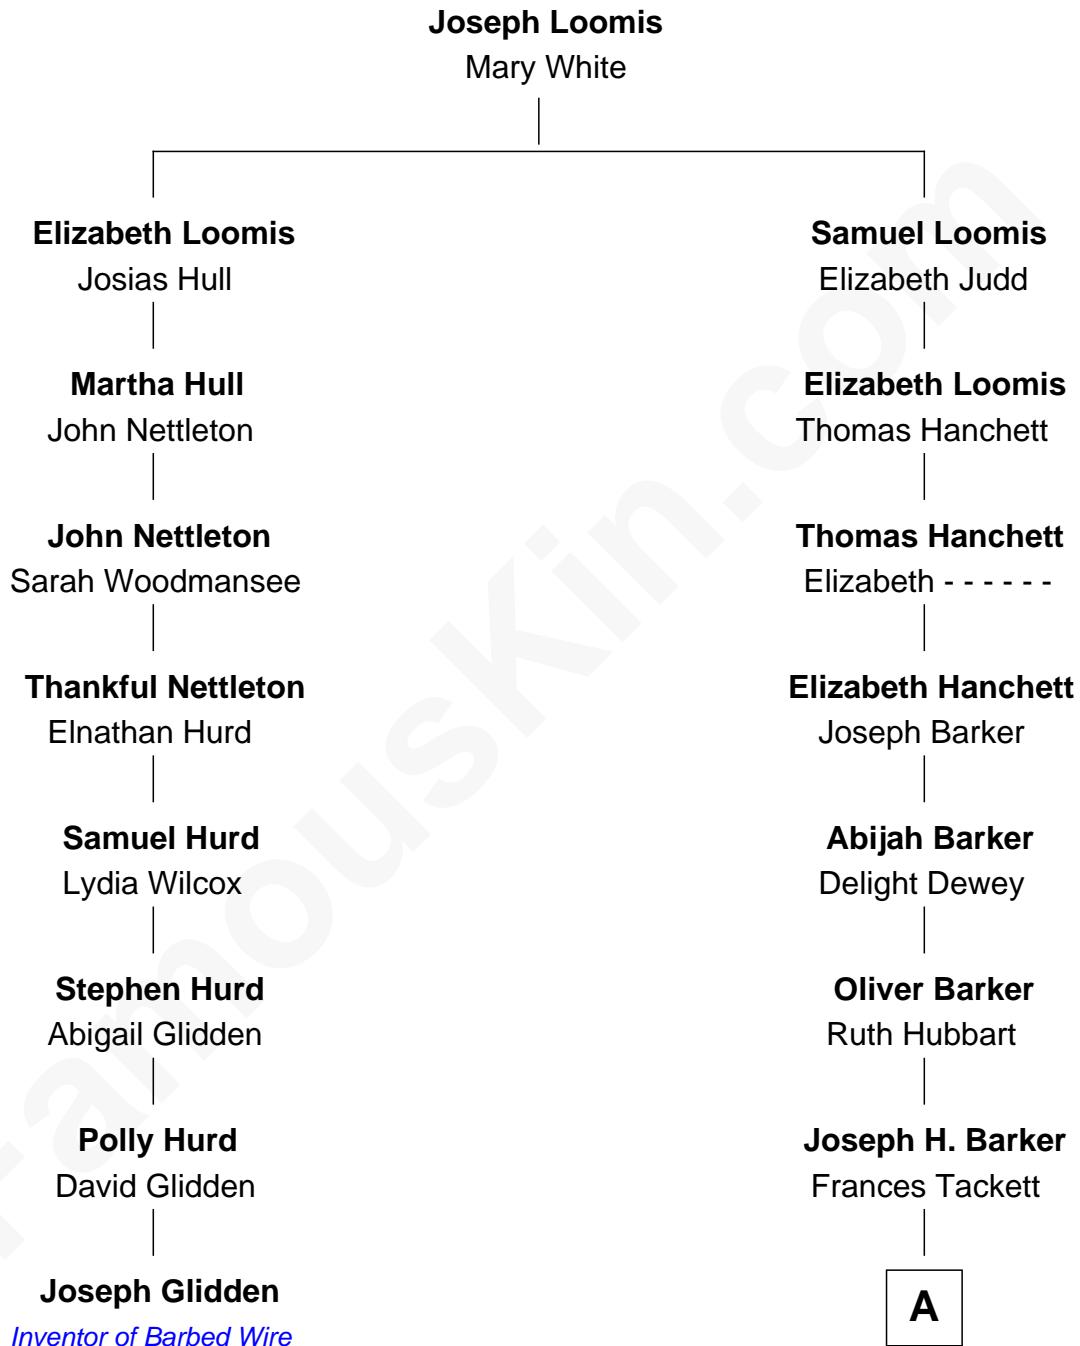 Joseph Loomis
Mary White
Elizabeth Loomis
Josias Hull
Samuel Loomis
Elizabeth Judd
Martha Hull
John Nettleton
Elizabeth Loomis
Thomas Hanchett
John Nettleton
Sarah Woodmansee
Thomas Hanchett
Elizabeth - - - - - -
Thankful Nettleton
Elnathan Hurd
Elizabeth Hanchett
Joseph Barker
Samuel Hurd
Lydia Wilcox
Abijah Barker
Delight Dewey
Stephen Hurd
Abigail Glidden
Oliver Barker
Ruth Hubbart
Polly Hurd
David Glidden
Joseph H. Barker
Frances Tackett
Joseph Glidden
Inventor of Barbed Wire
A
FamousKin.com